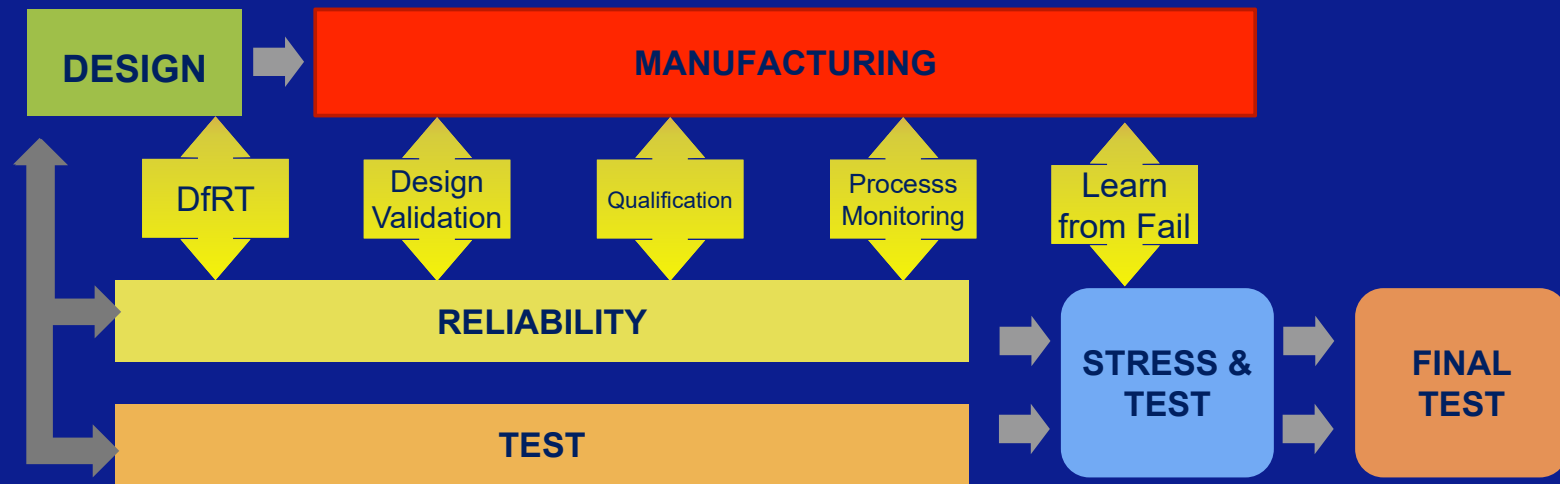 DESIGN
MANUFACTURING
DfRT
Design
Validation
Qualification
Processs
Monitoring
Learn
from Fail
RELIABILITY
STRESS &
TEST
FINAL
TEST
TEST